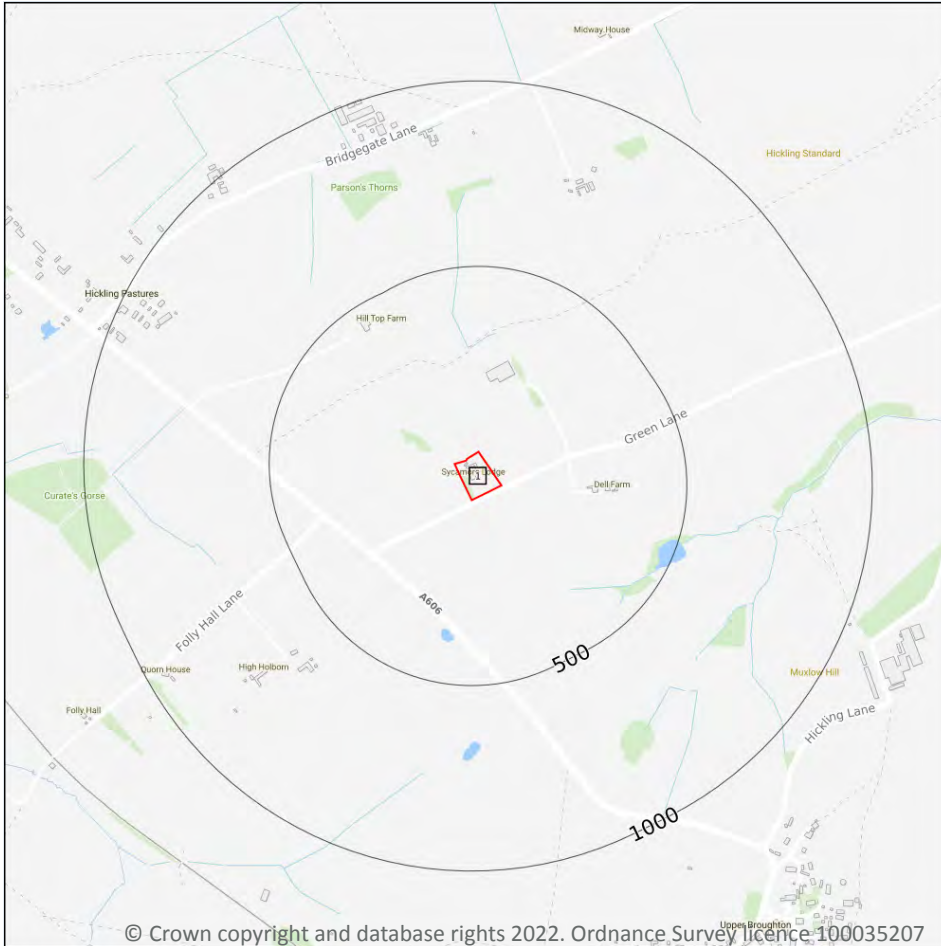 Midway House
Bridgegate Lane
Hickling Standard
Parson's Thorns
Hickling Pastures
Hill Top Farm
Green Lane
Sycamore Lodge
1
Dell Farm
Curate's Gorse
A606
Folly Hall Lane
500
Quorn House
High Holborn
Muxlow Hill
Folly Hall
Hickling Lane
1000
Upper Broughton
© Crown copyright and database rights 2022. Ordnance Survey licence 100035207